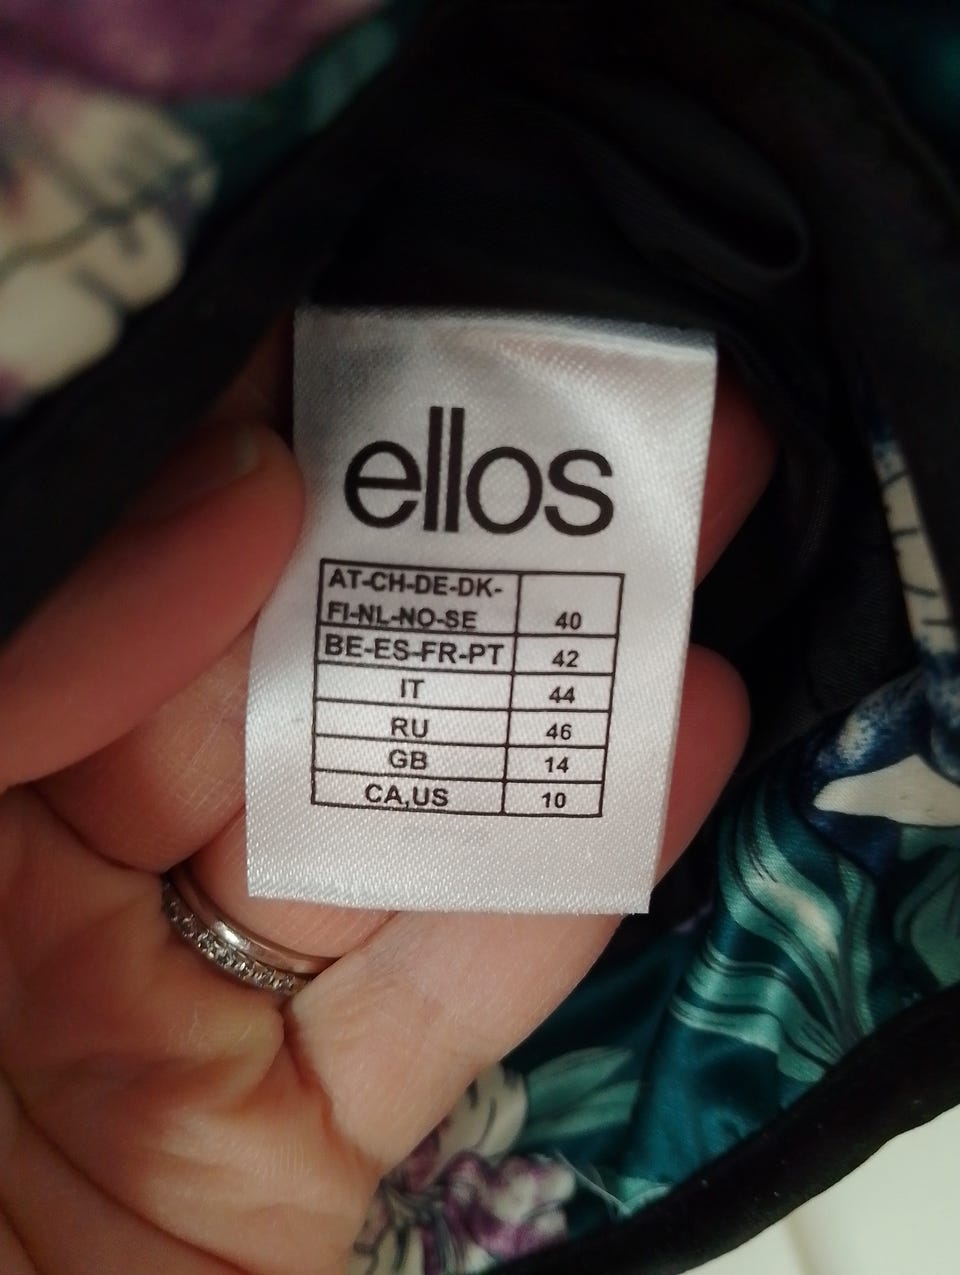 ellos
AT-CH-DE-DK-
FI-NL-NO-SE 40
BE-ES-FR-PT 42
IT 44
RU 46
GB 14
CA,US 10